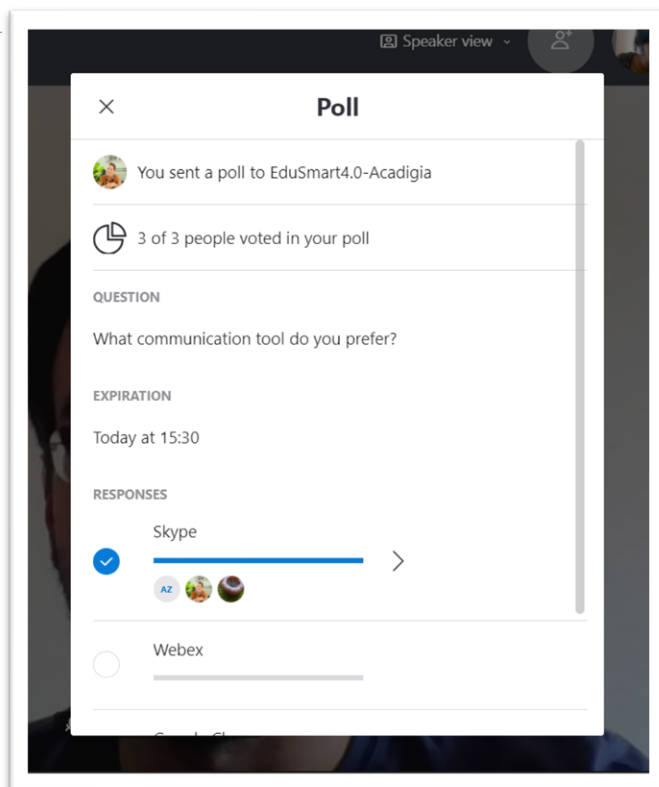 Speaker view
Poll
You sent a poll to EduSmart4.0-Acadigia
3 of 3 people voted in your poll
QUESTION
What communication tool do you prefer?
EXPIRATION
Today at 15:30
RESPONSES
Skype
AZ
Webex